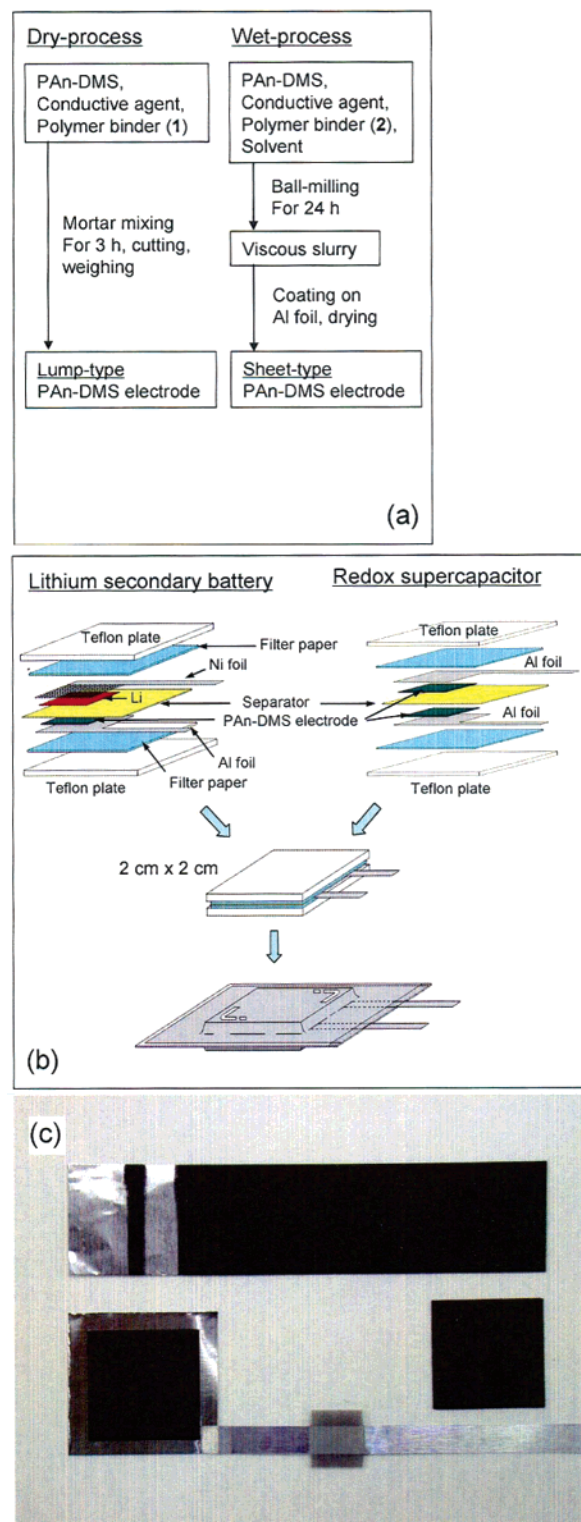 Dry-process
PAn-DMS,
Conductive agent,
Polymer binder (1)
Mortar mixing
For 3 h, cutting,
weighing
Lump-type
PAn-DMS electrode
Wet-process
PAn-DMS,
Conductive agent,
Polymer binder (2),
Solvent
Ball-milling
For 24 h
Viscous slurry
Coating on
Al foil, drying
Sheet-type
PAn-DMS electrode
(a)
Lithium secondary battery
Teflon plate
Filter paper
Ni foil
Li
Separator
PAn-DMS electrode
Al foil
Filter paper
Teflon plate
Redox supercapacitor
Teflon plate
Al foil
Al foil
Teflon plate
2 cm x 2 cm
(b)
(c)